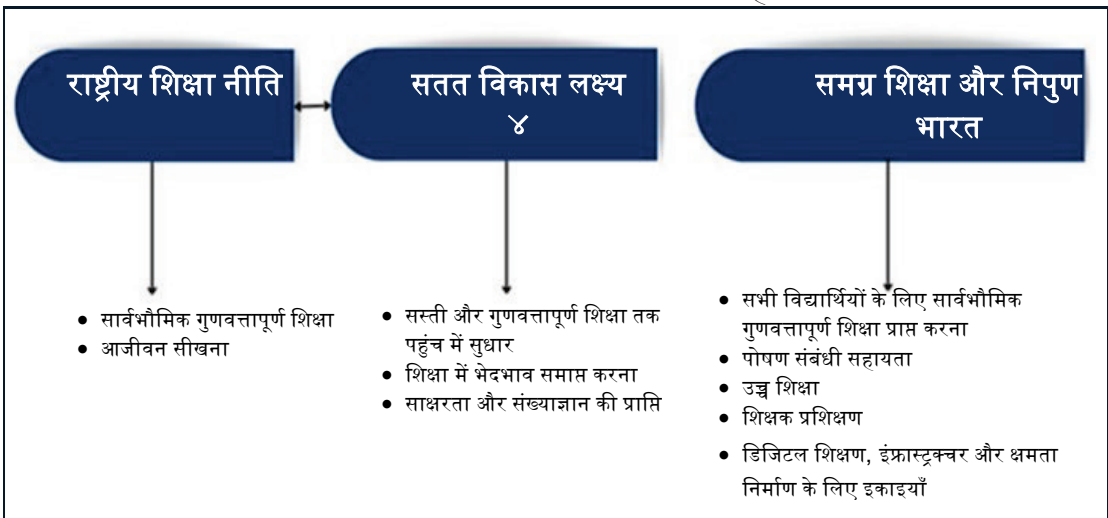 राष्ट्रीय शिक्षा नीति
सतत विकास लक्ष्य
४
समग्र शिक्षा और निपुण
भारत
• सार्वभौमिक गुणवत्तापूर्ण शिक्षा
• आजीवन सीखना
• सस्ती और गुणवत्तापूर्ण शिक्षा तक
पहुंच में सुधार
• शिक्षा में भेदभाव समाप्त करना
• साक्षरता और संख्याज्ञान की प्राप्ति
• सभी विद्यार्थियों के लिए सार्वभौमिक
गुणवत्तापूर्ण शिक्षा प्राप्त करना
• पोषण संबंधी सहायता
• उच्च शिक्षा
• शिक्षक प्रशिक्षण
• डिजिटल शिक्षण, इंफ्रास्ट्रक्चर और क्षमता
निर्माण के लिए इकाइयाँ